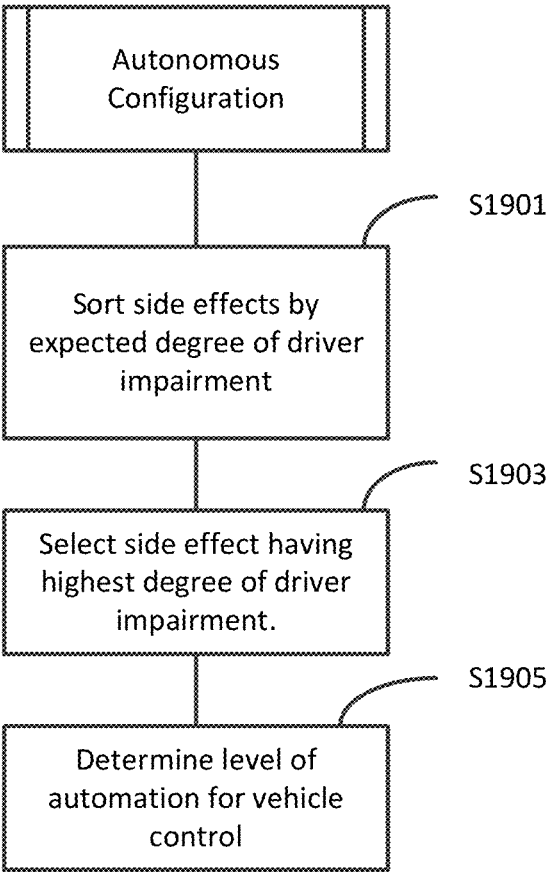 Autonomous
Configuration
S1901
Sort side effects by
expected degree of driver
impairment
S1903
Select side effect having
highest degree of driver
impairment.
S1905
Determine level of
automation for vehicle
control